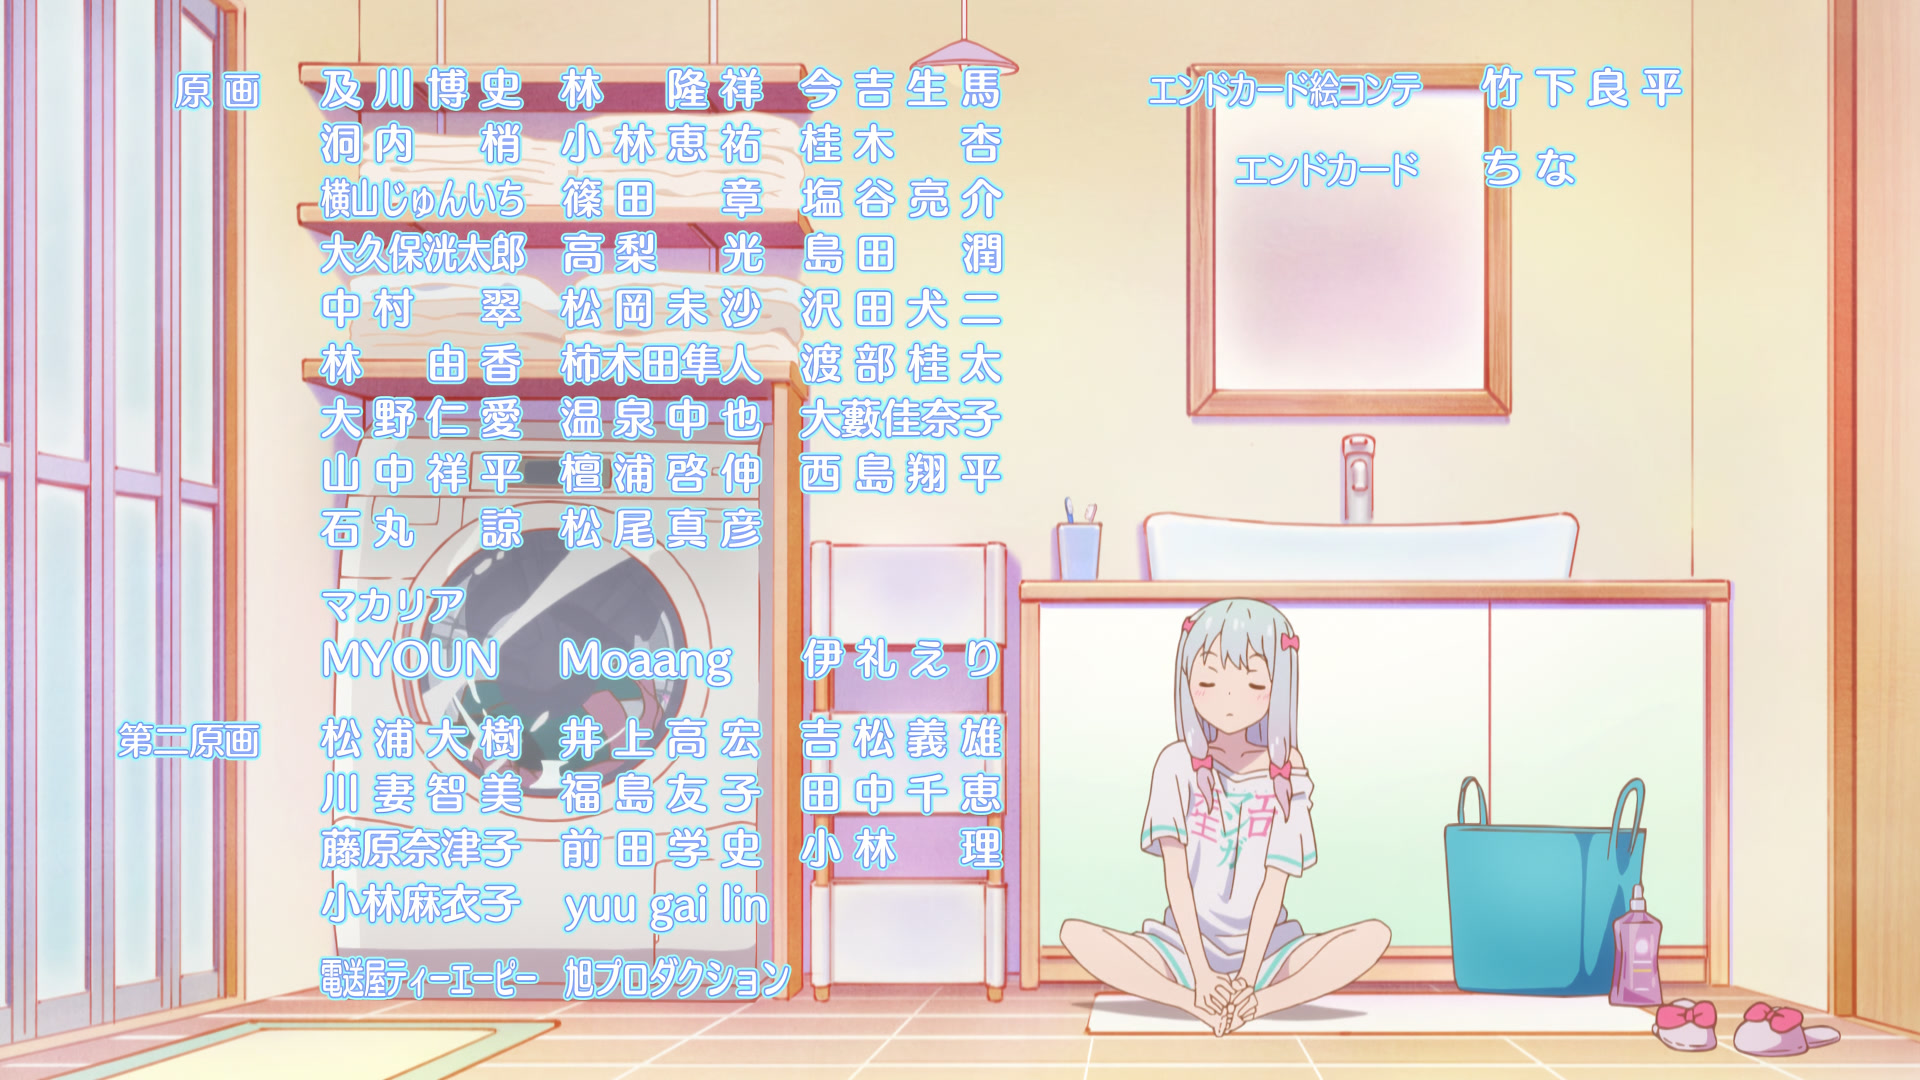 原画 及川博史 林 隆祥 今吉生馬
洞内 梢 小林恵祐 桂木 杏
横山じゅんいち 篠田 章 塩谷亮介
大久保洸太郎 高梨 光 島田 潤
中村 翠 松岡未沙 沢田犬二
林 由香 柿木田隼人 渡部桂太
大野仁愛 温泉中也 大藪佳奈子
山中祥平 檀浦啓伸 西島翔平
石丸 諒 松尾真彦
マカリア
MYOUN Moaang 伊礼えり
第二原画 松浦大樹 井上高宏 吉松義雄
川妻智美 福島友子 田中千恵
藤原奈津子 前田学史 小林 理
小林麻衣子 yuu gai lin
電送屋ティーエーピー 旭プロダクション
エンドカード絵コンテ 竹下良平
エンドカード ちな
エロ
マンガ
先生